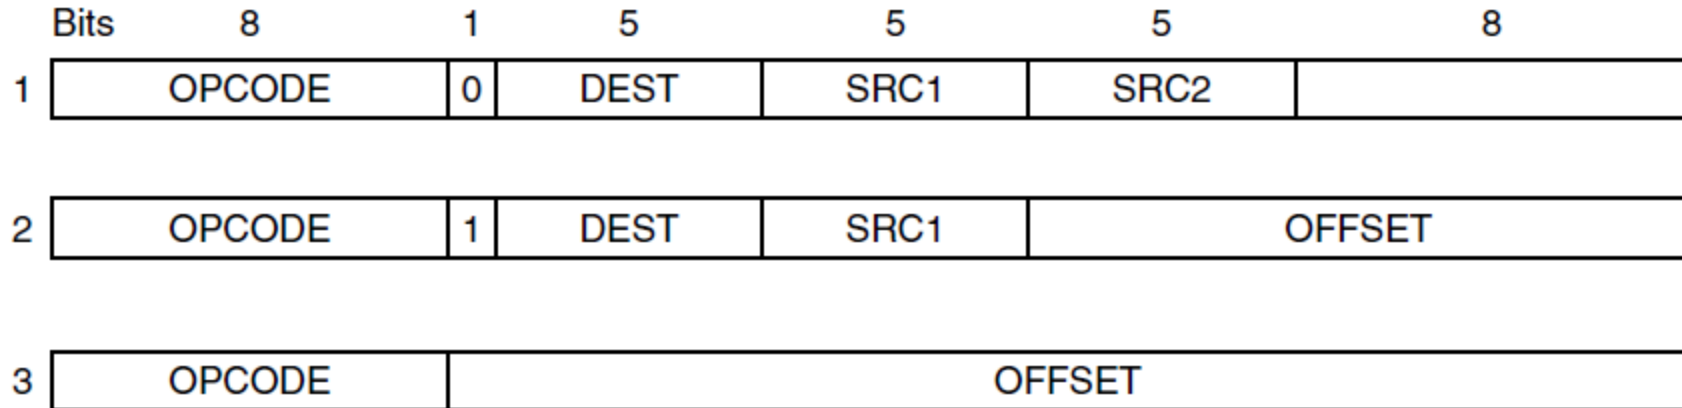 Bits 8 1 5 5 5 8
1 OPCODE 0 DEST SRC1 SRC2
2 OPCODE 1 DEST SRC1 OFFSET
3 OPCODE OFFSET